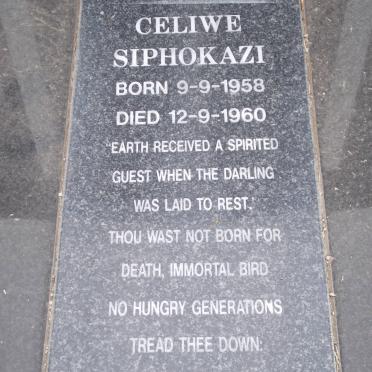 CELIWE
SIPHOKAZI
BORN 9-9-1958
DIED 12-9-1960
"EARTH RECEIVED A SPIRITED
GUEST WHEN THE DARLING
WAS LAID TO REST,"
THOU WAST NOT BORN FOR
DEATH, IMMORTAL BIRD
NO HUNGRY GENERATIONS
TREAD THEE DOWN: